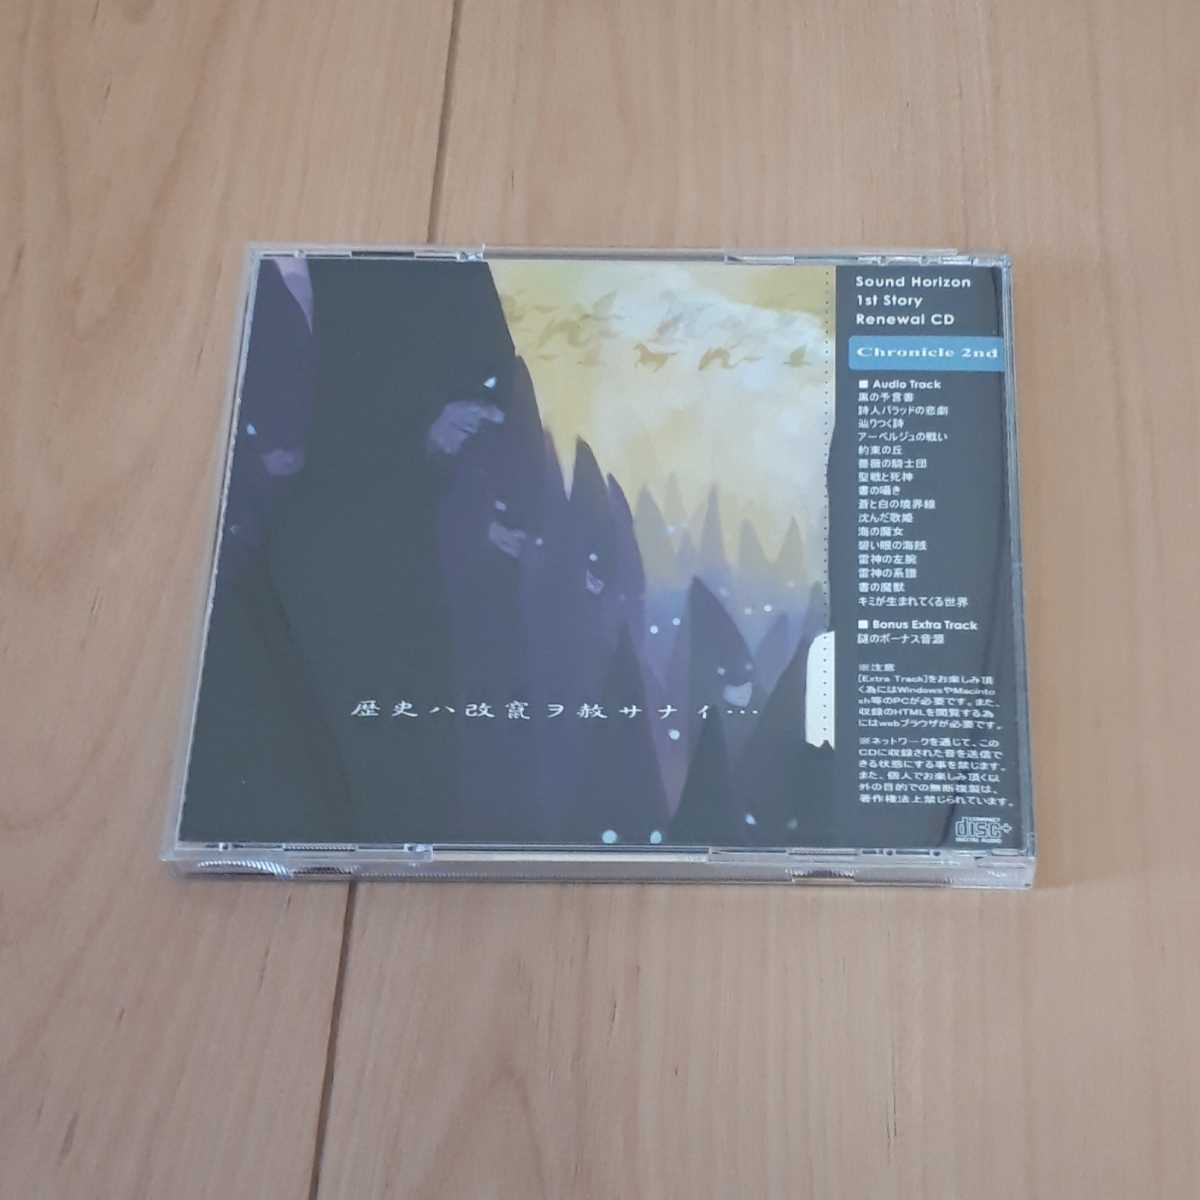 歴史ハ改竄ヲ赦サナイ…
Sound Horizon
1st Story
Renewal CD
Chronicle 2nd
■ Audio Track
黒の予言書
詩人バラッドの悲劇
辿りつく詩
アーベルジュの戦い
約束の丘
薔薇の騎士団
聖戦と死神
書の囁き
蒼と白の境界線
沈んだ歌姫
海の魔女
碧い眼の海賊
雷神の左腕
雷神の系譜
書の魔獣
キミが生まれてくる世界
■ Bonus Extra Track
謎のボーナス音源
※注意
[Extra Track]をお楽しみ頂
く為にはWindowsやMacinto
sh等のPCが必要です。また、
収録のHTMLを閲覧する為
にはwebブラウザが必要です。
※ネットワークを通じて、この
CDに収録された音を送信で
きる状態にする事を禁じます。
また、個人でお楽しみ頂く以
外の目的での無断複製は、
著作権法上禁じられています。
COMPACT
disc+
DIGITAL AUDIO